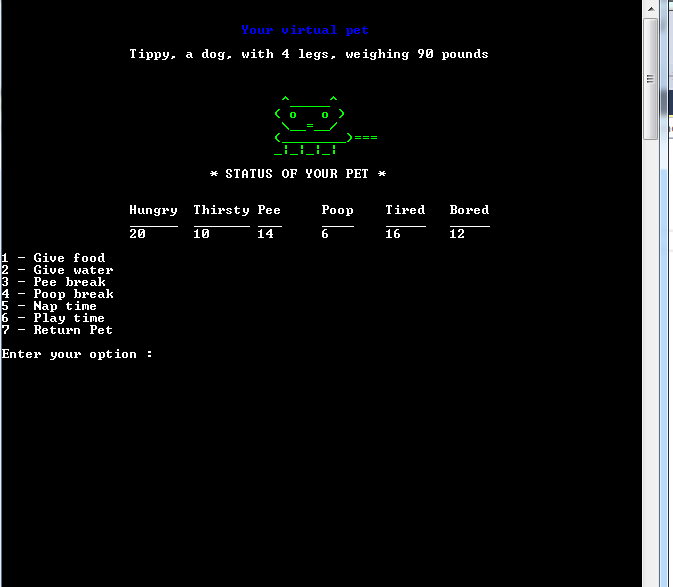 Your virtual pet
Tippy, a dog, with 4 legs, weighing 90 pounds
* STATUS OF YOUR PET *
Hungry Thirsty Pee Poop Tired Bored
20 10 14 6 16 12
1 - Give food
2 - Give water
3 - Pee break
4 - Poop break
5 - Nap time
6 - Play time
7 - Return Pet
Enter your option :